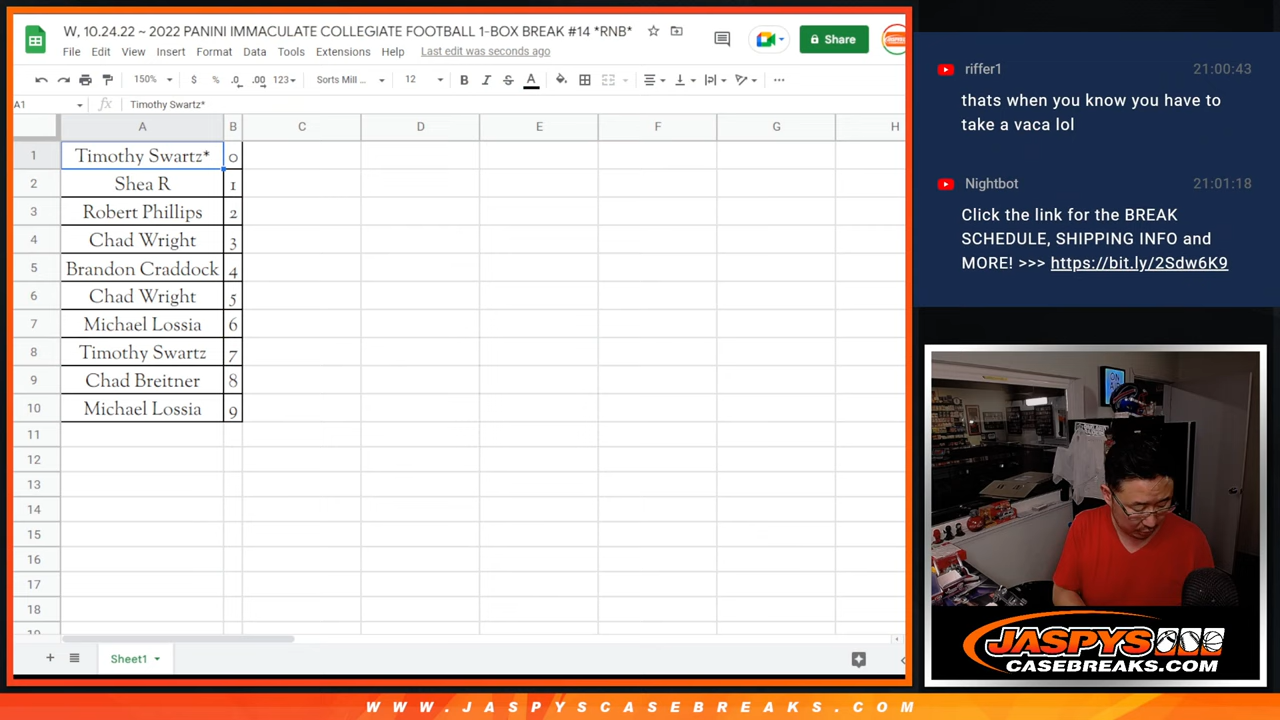 W, 10.24.22 ~ 2022 PANINI IMMACULATE COLLEGIATE FOOTBALL 1-BOX BREAK #14 *RNB*
File Edit View Insert Format Data Tools Extensions Help Last edit was seconds ago
Share
150% $ % .0 .00 123 Sorts Mill ... 12 B I S A
A1 fx Timothy Swartz*
A B C D E F G H
1 Timothy Swartz* 0
2 Shea R 1
3 Robert Phillips 2
4 Chad Wright 3
5 Brandon Craddock 4
6 Chad Wright 5
7 Michael Lossia 6
8 Timothy Swartz 7
9 Chad Breitner 8
10 Michael Lossia 9
11
12
13
14
15
16
17
18
Sheet1
riffer1 21:00:43
thats when you know you have to
take a vaca lol
Nightbot 21:01:18
Click the link for the BREAK
SCHEDULE, SHIPPING INFO and
MORE! >>> https://bit.ly/2Sdw6K9
ON
AIR
JASPYS
CASEBREAKS.COM
WWW.JASPYSCASEBREAKS.COM